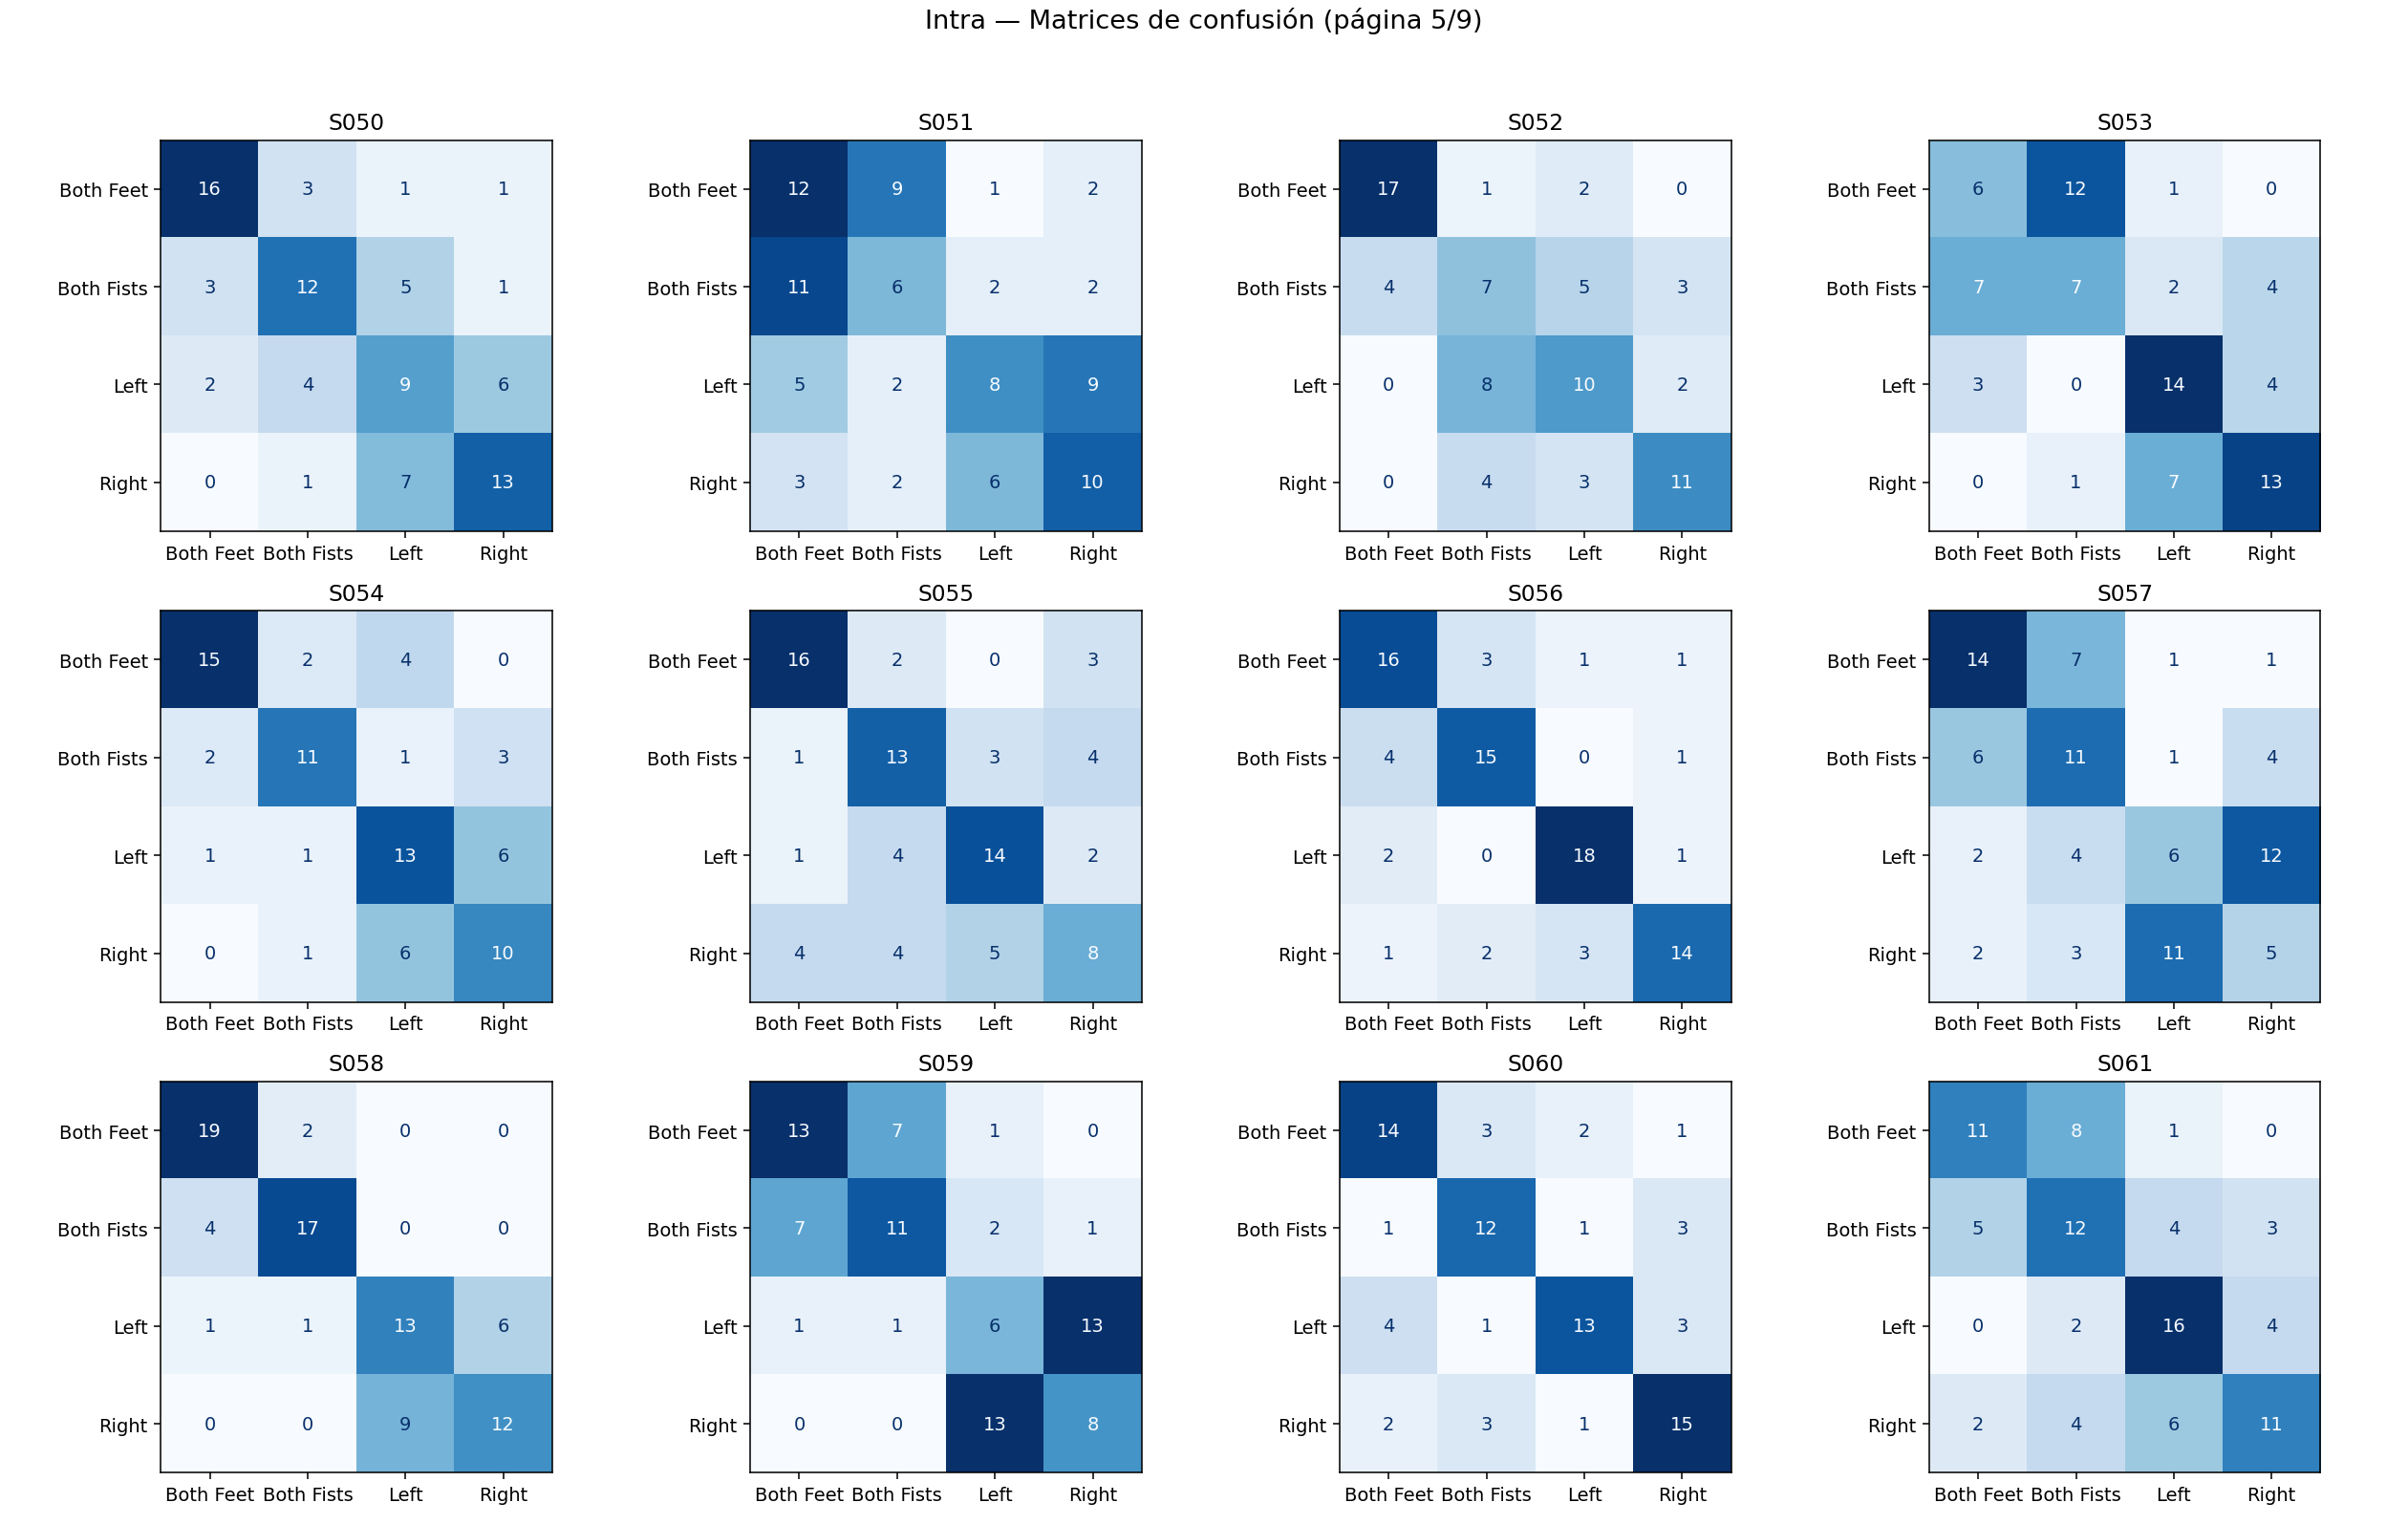 Intra — Matrices de confusión (página 5/9)
S050 S051 S052 S053
Both Feet 16 3 1 1 Both Feet 12 9 1 2 Both Feet 17 1 2 0 Both Feet 6 12 1 0
Both Fists 3 12 5 1 Both Fists 11 6 2 2 Both Fists 4 7 5 3 Both Fists 7 7 2 4
Left 2 4 9 6 Left 5 2 8 9 Left 0 8 10 2 Left 3 0 14 4
Right 0 1 7 13 Right 3 2 6 10 Right 0 4 3 11 Right 0 1 7 13
Both Feet Both Fists Left Right Both Feet Both Fists Left Right Both Feet Both Fists Left Right Both Feet Both Fists Left Right
S054 S055 S056 S057
Both Feet 15 2 4 0 Both Feet 16 2 0 3 Both Feet 16 3 1 1 Both Feet 14 7 1 1
Both Fists 2 11 1 3 Both Fists 1 13 3 4 Both Fists 4 15 0 1 Both Fists 6 11 1 4
Left 1 1 13 6 Left 1 4 14 2 Left 2 0 18 1 Left 2 4 6 12
Right 0 1 6 10 Right 4 4 5 8 Right 1 2 3 14 Right 2 3 11 5
Both Feet Both Fists Left Right Both Feet Both Fists Left Right Both Feet Both Fists Left Right Both Feet Both Fists Left Right
S058 S059 S060 S061
Both Feet 19 2 0 0 Both Feet 13 7 1 0 Both Feet 14 3 2 1 Both Feet 11 8 1 0
Both Fists 4 17 0 0 Both Fists 7 11 2 1 Both Fists 1 12 1 3 Both Fists 5 12 4 3
Left 1 1 13 6 Left 1 1 6 13 Left 4 1 13 3 Left 0 2 16 4
Right 0 0 9 12 Right 0 0 13 8 Right 2 3 1 15 Right 2 4 6 11
Both Feet Both Fists Left Right Both Feet Both Fists Left Right Both Feet Both Fists Left Right Both Feet Both Fists Left Right